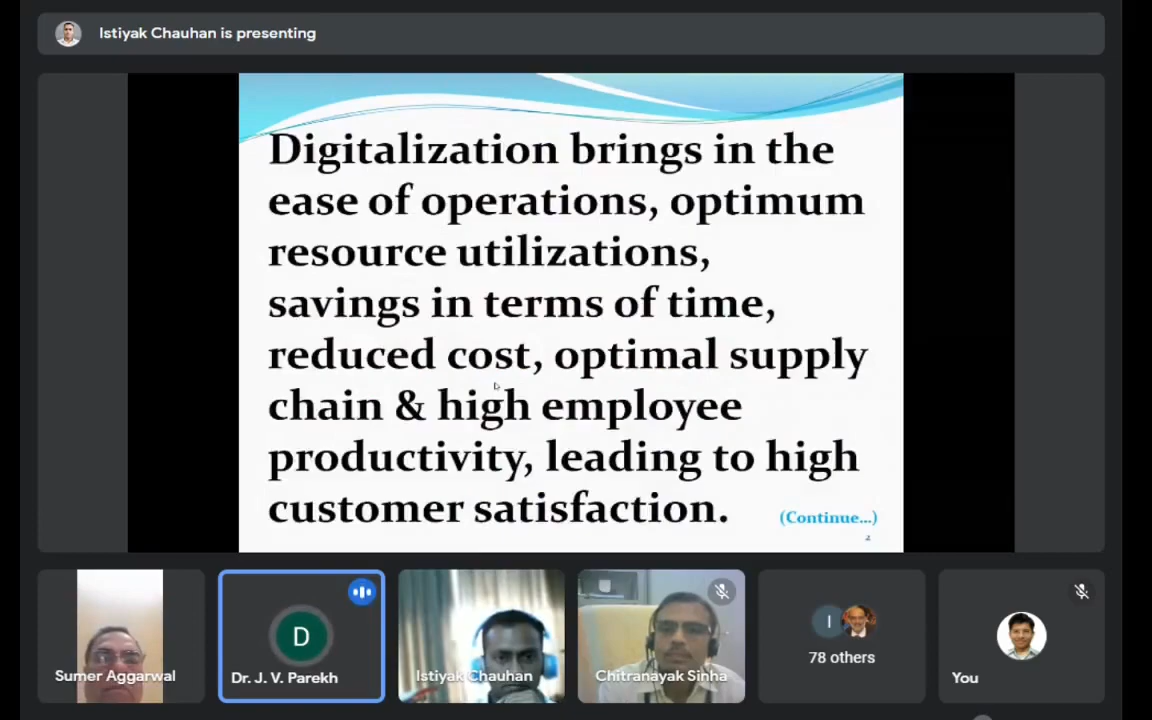 Istiyak Chauhan is presenting
Digitalization brings in the
ease of operations, optimum
resource utilizations,
savings in terms of time,
reduced cost, optimal supply
chain & high employee
productivity, leading to high
customer satisfaction.
(Continue...)
2
Sumer Aggarwal
D
Dr. J. V. Parekh
Istiyak Chauhan
Chitranayak Sinha
I
78 others
You